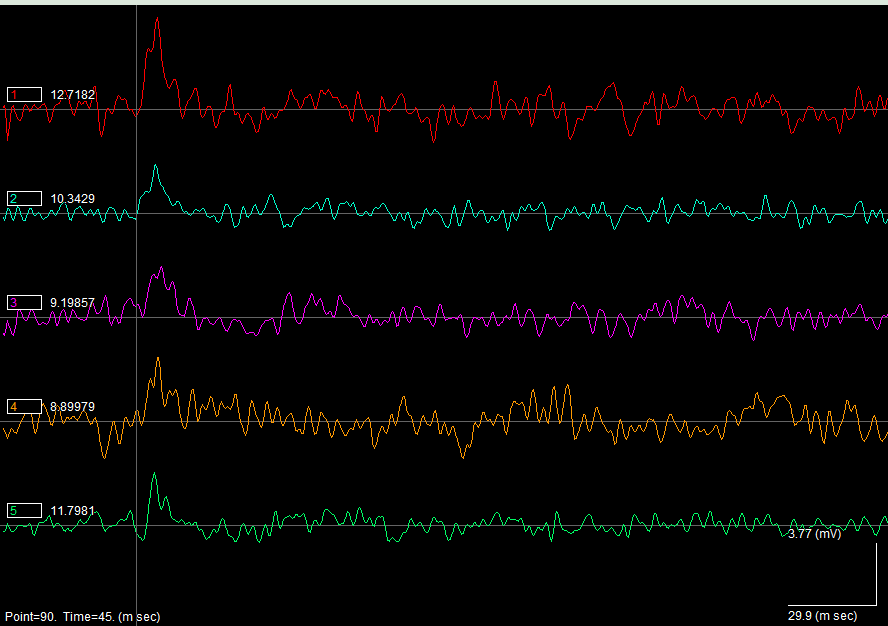 1 12.7182
2 10.3429
3 9.19857
4 8.89979
5 11.7981
3.77 (mV)
29.9 (m sec)
Point=90. Time=45. (m sec)